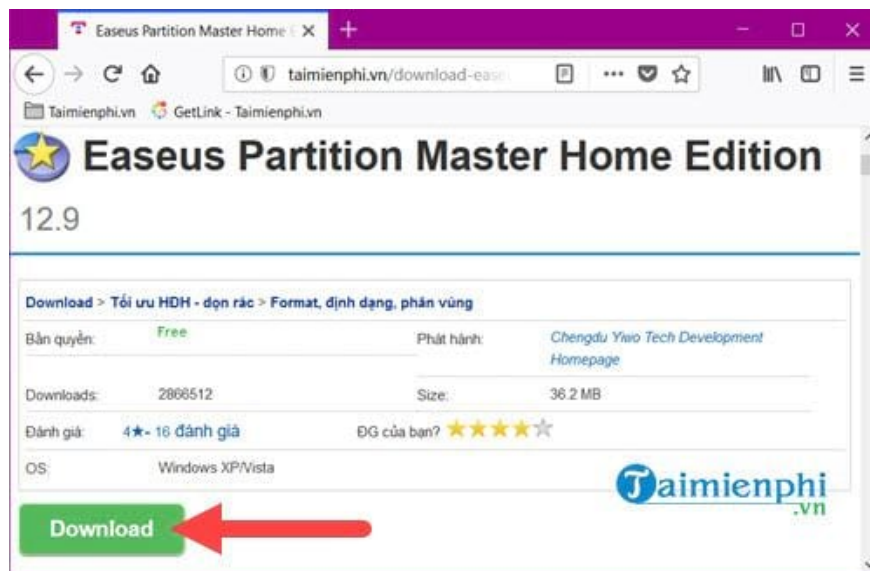 Easeus Partition Master Home E
taimienphi.vn/download-ease
Taimienphi.vn GetLink - Taimienphi.vn
Easeus Partition Master Home Edition
12.9
Download > Tối ưu HDH - dọn rác > Format, định dạng, phân vùng
Bản quyền: Free Phát hành: Chengdu Yiwo Tech Development
Homepage
Downloads: 2866512 Size: 36.2 MB
Đánh giá: 4★- 16 đánh giá ĐG của bạn?
OS: Windows XP/Vista
Taimienphi
.vn
Download